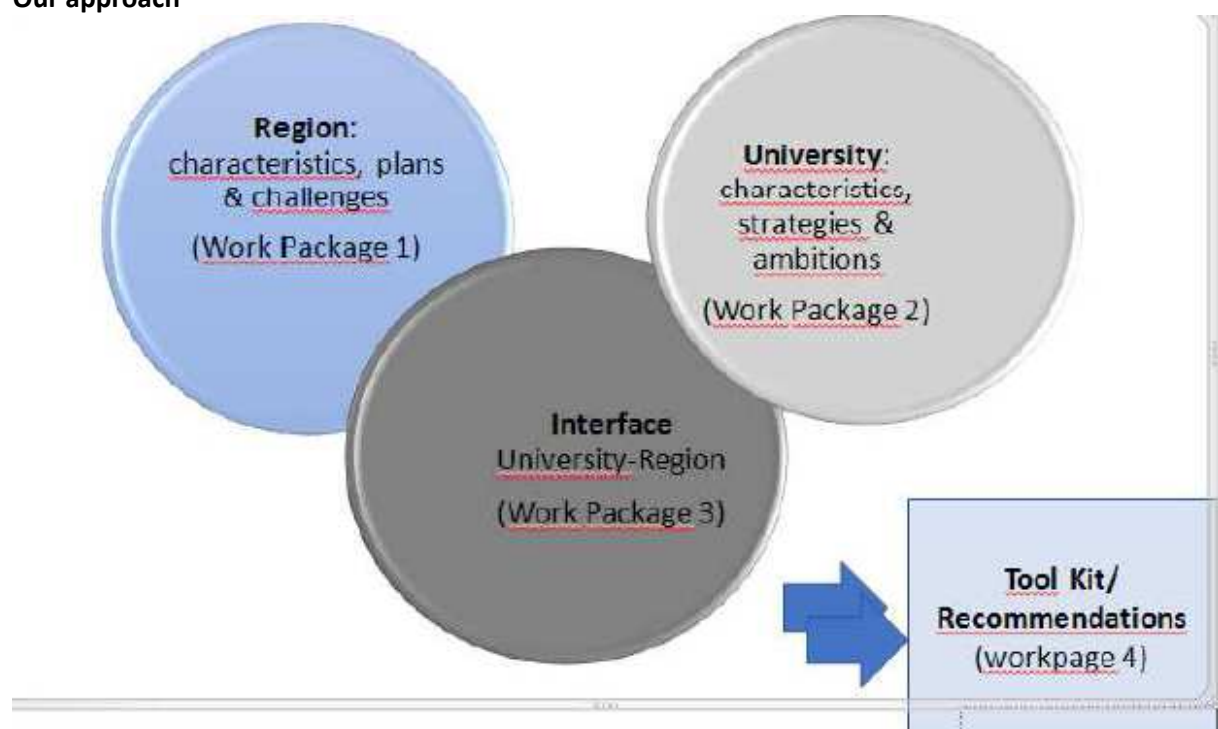 Our approach
Region:
characteristics, plans
& challenges
(Work Package 1)
University:
characteristics,
strategies &
ambitions
(Work Package 2)
Interface
University-Region
(Work Package 3)
Tool Kit/
Recommendations
(workpage 4)